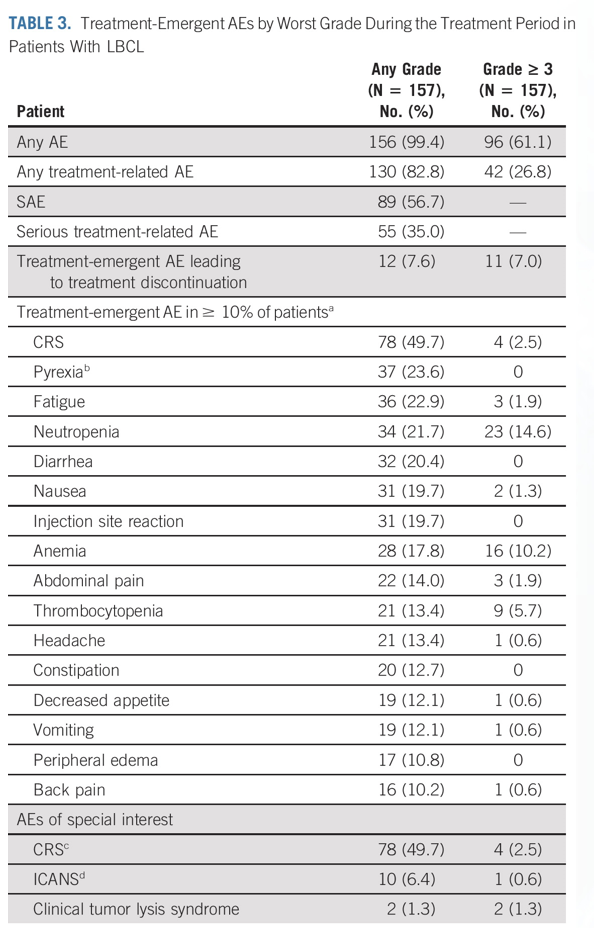 TABLE 3. Treatment-Emergent AEs by Worst Grade During the Treatment Period in
Patients With LBCL
Any Grade Grade ≥ 3
(N = 157), (N = 157),
Patient No. (%) No. (%)
Any AE 156 (99.4) 96 (61.1)
Any treatment-related AE 130 (82.8) 42 (26.8)
SAE 89 (56.7) —
Serious treatment-related AE 55 (35.0) —
Treatment-emergent AE leading 12 (7.6) 11 (7.0)
to treatment discontinuation
Treatment-emergent AE in ≥ 10% of patientsᵃ
CRS 78 (49.7) 4 (2.5)
Pyrexiaᵇ 37 (23.6) 0
Fatigue 36 (22.9) 3 (1.9)
Neutropenia 34 (21.7) 23 (14.6)
Diarrhea 32 (20.4) 0
Nausea 31 (19.7) 2 (1.3)
Injection site reaction 31 (19.7) 0
Anemia 28 (17.8) 16 (10.2)
Abdominal pain 22 (14.0) 3 (1.9)
Thrombocytopenia 21 (13.4) 9 (5.7)
Headache 21 (13.4) 1 (0.6)
Constipation 20 (12.7) 0
Decreased appetite 19 (12.1) 1 (0.6)
Vomiting 19 (12.1) 1 (0.6)
Peripheral edema 17 (10.8) 0
Back pain 16 (10.2) 1 (0.6)
AEs of special interest
CRSᶜ 78 (49.7) 4 (2.5)
ICANSᵈ 10 (6.4) 1 (0.6)
Clinical tumor lysis syndrome 2 (1.3) 2 (1.3)